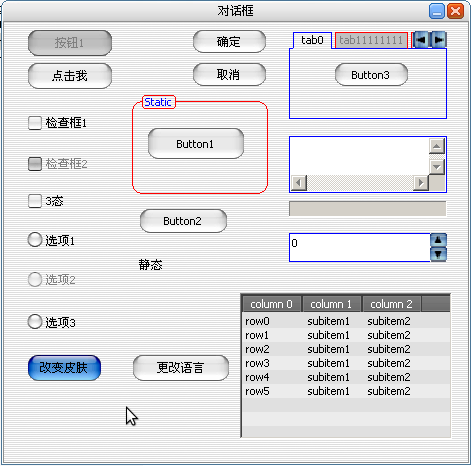 对话框
按钮1
确定
tab0 tab11111111
点击我
取消
Button3
Static
检查框1
Button1
检查框2
3态
Button2
选项1
0
静态
选项2
column 0 column 1 column 2
选项3
row0 subitem1 subitem2
row1 subitem1 subitem2
row2 subitem1 subitem2
row3 subitem1 subitem2
row4 subitem1 subitem2
row5 subitem1 subitem2
改变皮肤
更改语言